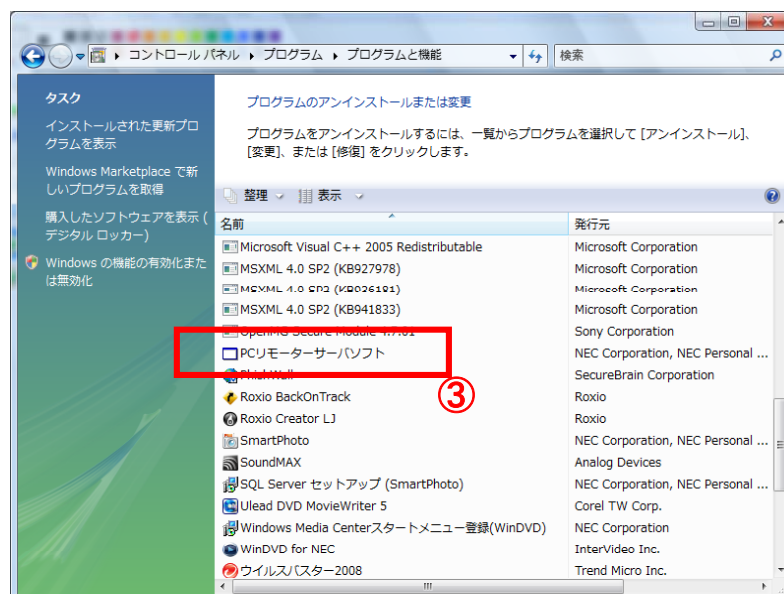 コントロール パネル ▸ プログラム ▸ プログラムと機能
検索
タスク
インストールされた更新プロ
グラムを表示
Windows Marketplace で新
しいプログラムを取得
購入したソフトウェアを表示 (
デジタル ロッカー)
Windows の機能の有効化また
は無効化
プログラムのアンインストールまたは変更
プログラムをアンインストールするには、一覧からプログラムを選択して [アンインストール]、
[変更]、または [修復] をクリックします。
整理 表示
名前 発行元
Microsoft Visual C++ 2005 Redistributable Microsoft Corporation
MSXML 4.0 SP2 (KB927978) Microsoft Corporation
MSXML 4.0 SP2 (KB936181) Microsoft Corporation
MSXML 4.0 SP2 (KB941833) Microsoft Corporation
OpenMG Secure Module 4.7.01 Sony Corporation
PCリモーターサーバソフト NEC Corporation, NEC Personal ...
PhishWall SecureBrain Corporation
③
Roxio BackOnTrack Roxio
Roxio Creator LJ Roxio
SmartPhoto NEC Corporation, NEC Personal ...
SoundMAX Analog Devices
SQL Server セットアップ (SmartPhoto) NEC Corporation, NEC Personal ...
Ulead DVD MovieWriter 5 Corel TW Corp.
Windows Media Centerスタートメニュー登録(WinDVD) NEC Corporation
WinDVD for NEC InterVideo Inc.
ウイルスバスター2008 Trend Micro Inc.